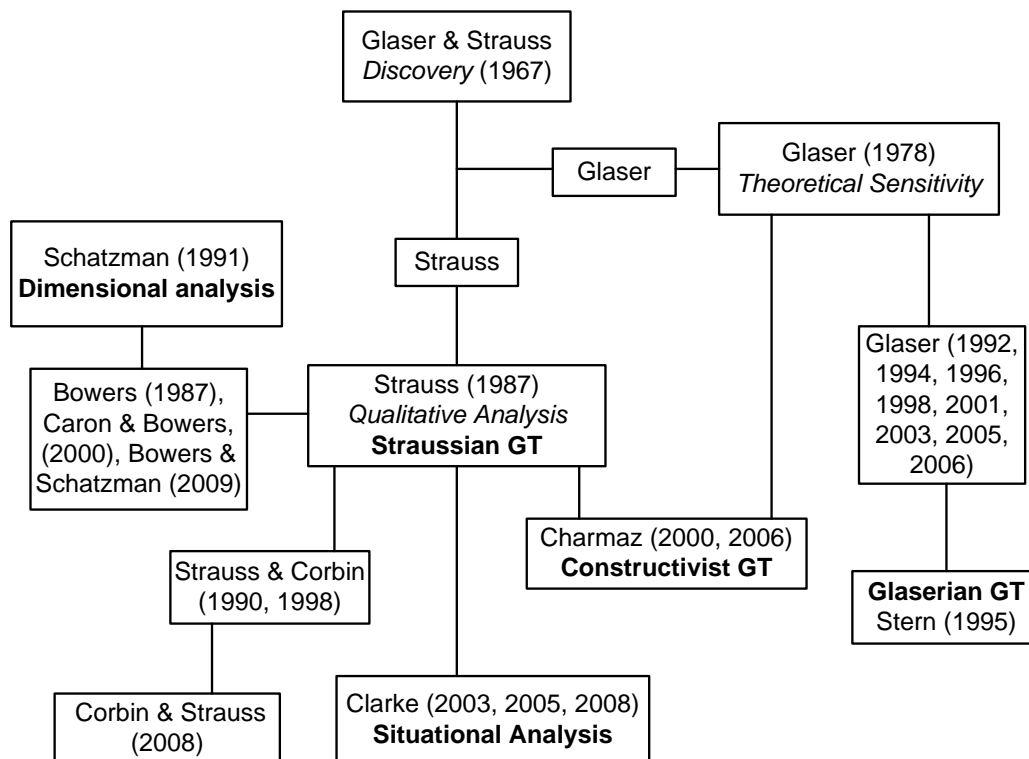 Glaser & Strauss
Discovery (1967)
Glaser
Glaser (1978)
Theoretical Sensitivity
Strauss
Schatzman (1991)
Dimensional analysis
Bowers (1987),
Caron & Bowers,
(2000), Bowers &
Schatzman (2009)
Strauss (1987)
Qualitative Analysis
Straussian GT
Glaser (1992,
1994, 1996,
1998, 2001,
2003, 2005,
2006)
Strauss & Corbin
(1990, 1998)
Charmaz (2000, 2006)
Constructivist GT
Glaserian GT
Stern (1995)
Corbin & Strauss
(2008)
Clarke (2003, 2005, 2008)
Situational Analysis